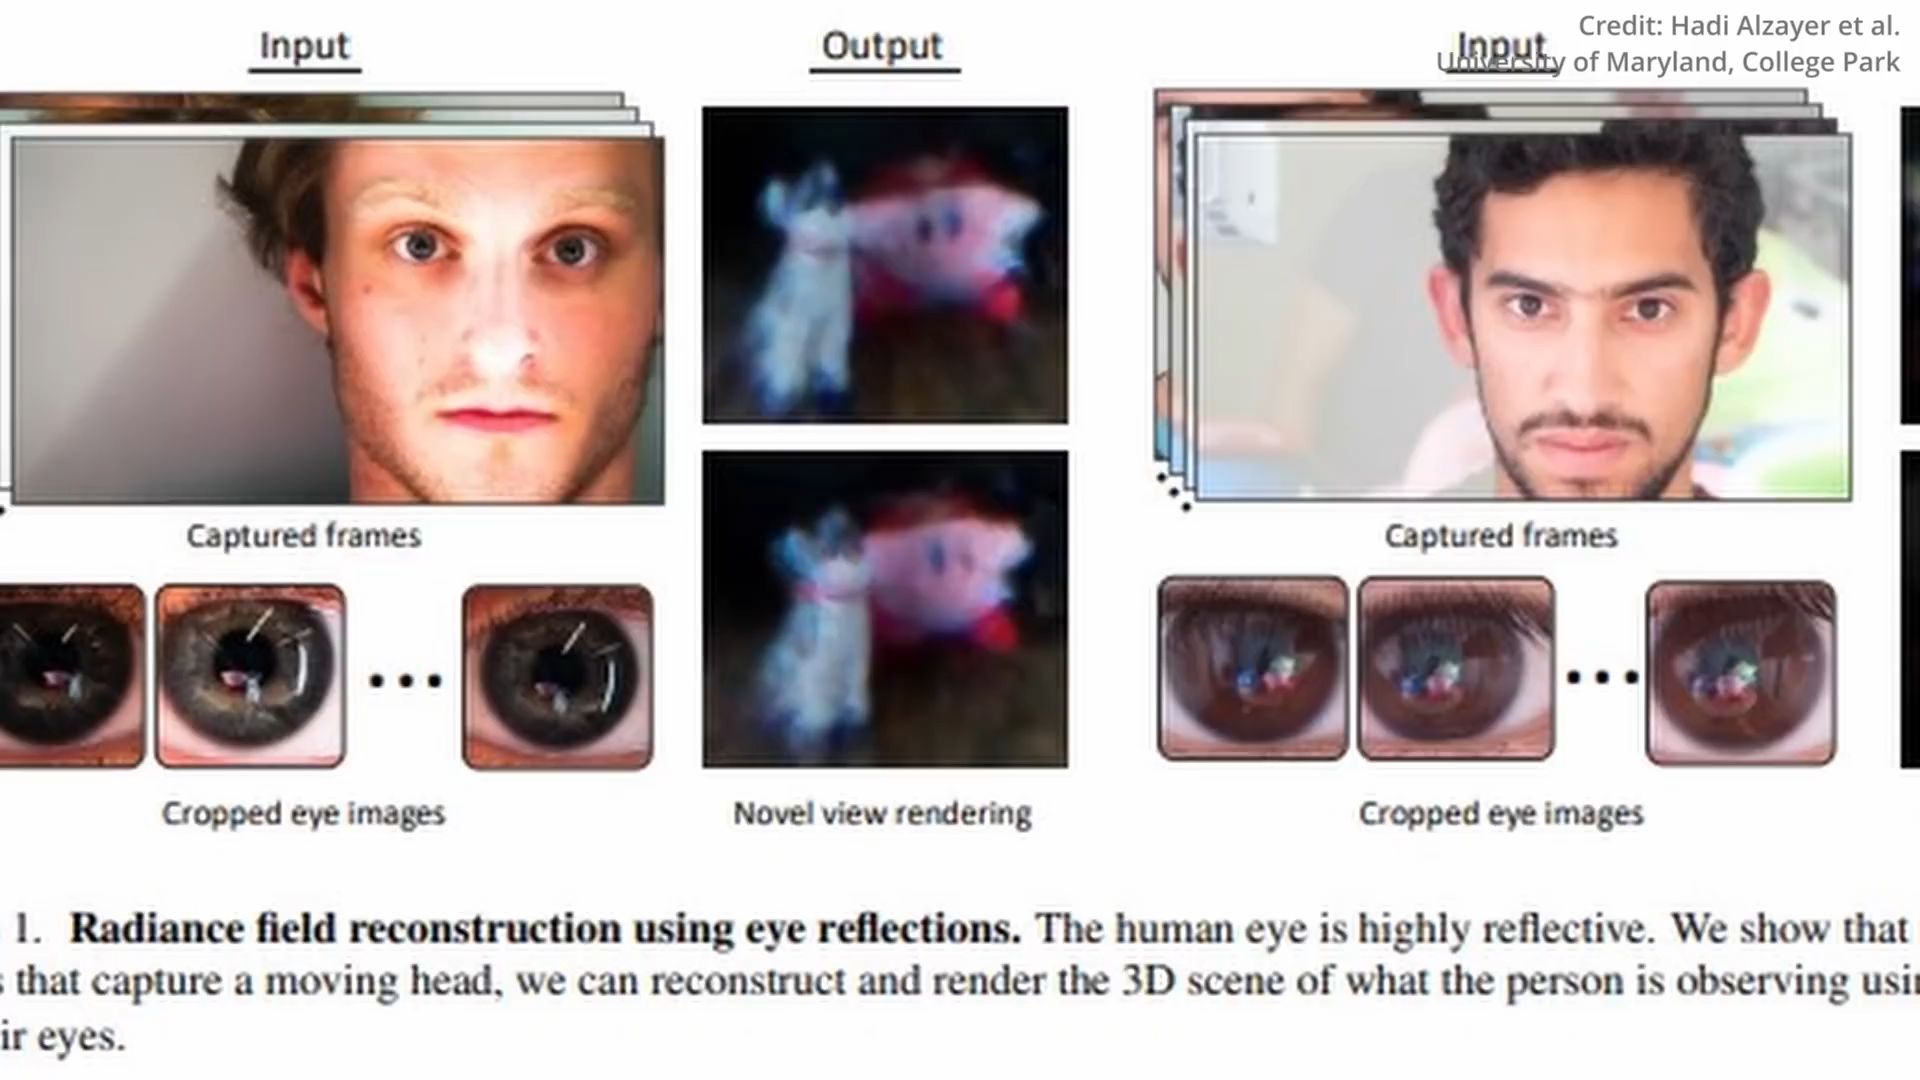 Credit: Hadi Alzayer et al.
University of Maryland, College Park
Input
Output
Input
Captured frames
Captured frames
Cropped eye images
Novel view rendering
Cropped eye images
1. Radiance field reconstruction using eye reflections. The human eye is highly reflective. We show that
that capture a moving head, we can reconstruct and render the 3D scene of what the person is observing
eyes.